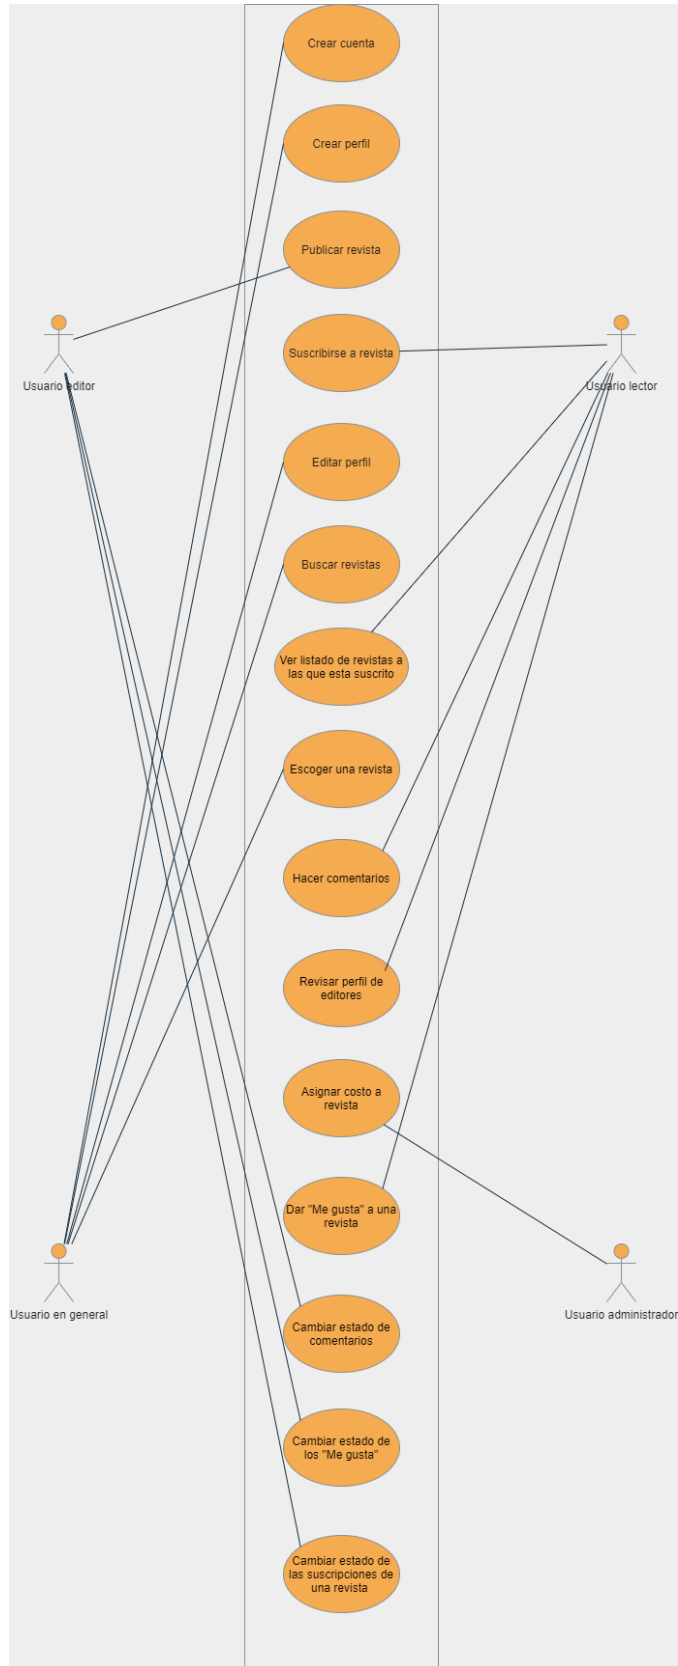 Crear cuenta
Crear perfil
Publicar revista
Suscribirse a revista
Usuario editor
Usuario lector
Editar perfil
Buscar revistas
Ver listado de revistas a
las que esta suscrito
Escoger una revista
Hacer comentarios
Revisar perfil de
editores
Asignar costo a
revista
Dar "Me gusta" a una
revista
Usuario en general
Usuario administrador
Cambiar estado de
comentarios
Cambiar estado de
los "Me gusta"
Cambiar estado de
las suscripciones de
una revista